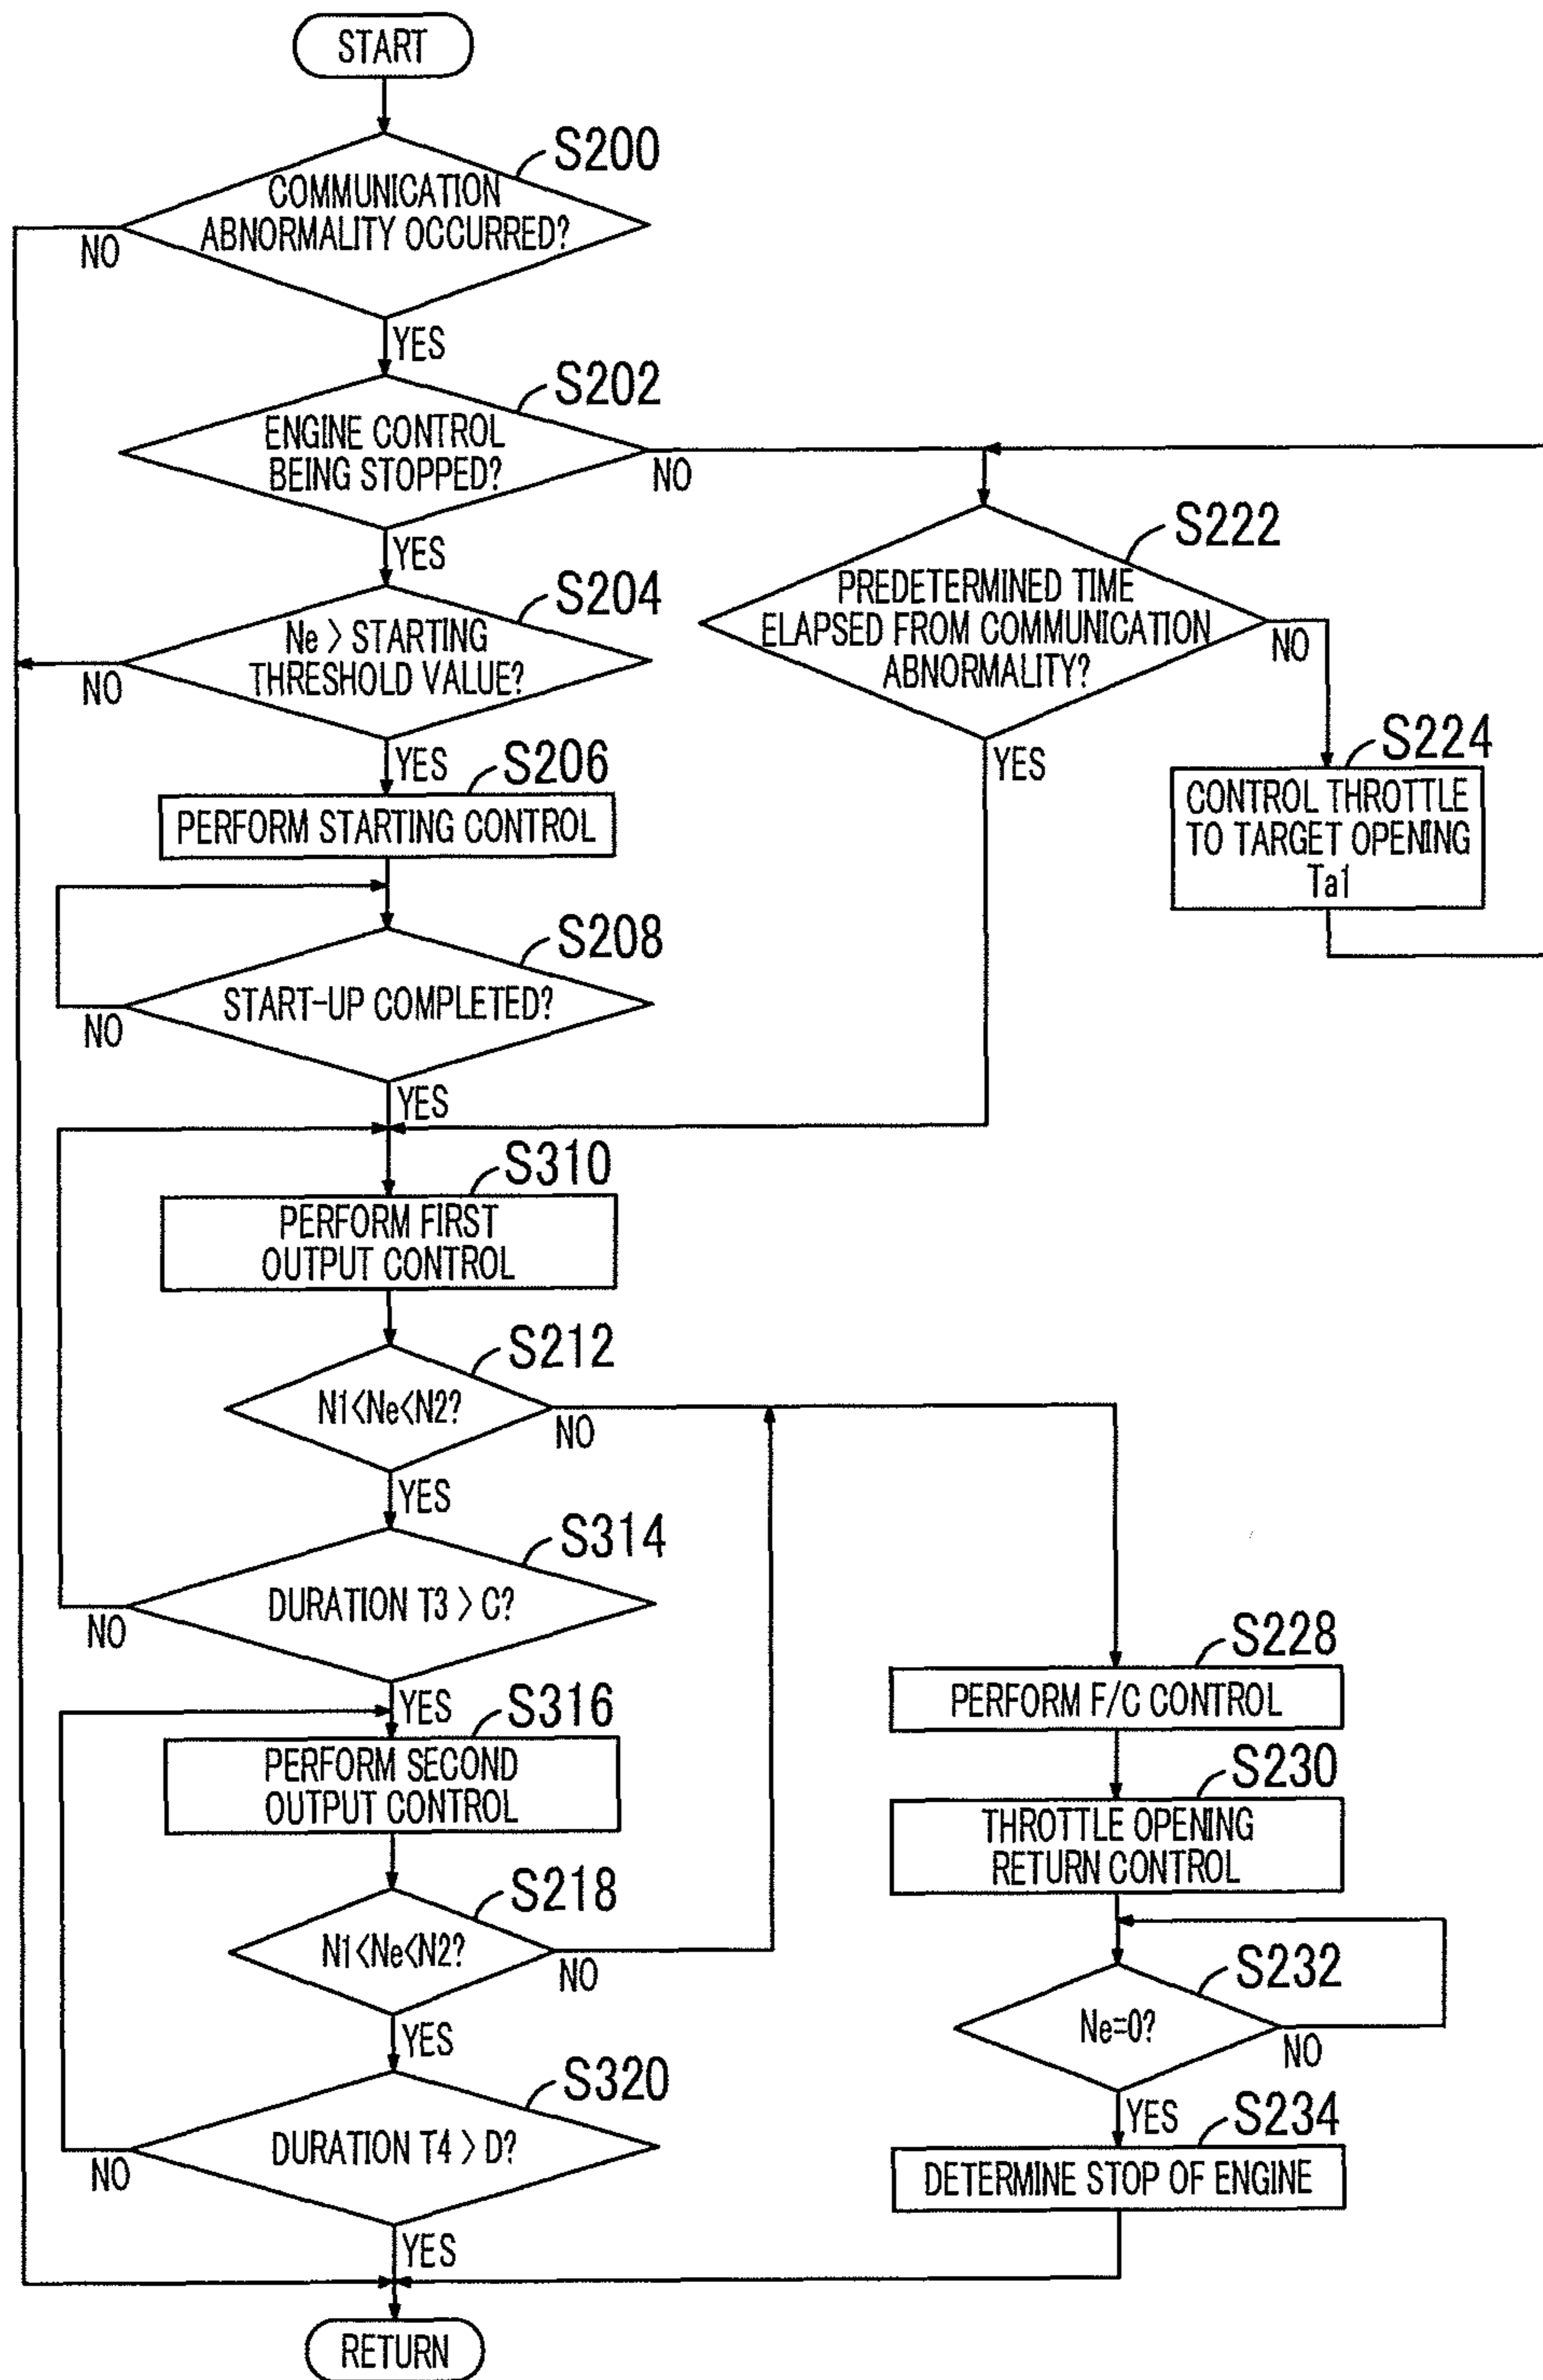 START
S200
COMMUNICATION
ABNORMALITY OCCURRED?
NO
YES
S202
ENGINE CONTROL
BEING STOPPED?
NO
YES
S222
PREDETERMINED TIME
ELAPSED FROM COMMUNICATION
ABNORMALITY?
NO
YES
S204
Ne > STARTING
THRESHOLD VALUE?
NO
YES
S224
CONTROL THROTTLE
TO TARGET OPENING
Ta1
S206
PERFORM STARTING CONTROL
S208
START-UP COMPLETED?
NO
YES
S310
PERFORM FIRST
OUTPUT CONTROL
S212
N1<Ne<N2?
NO
YES
S314
DURATION T3 > C?
NO
YES
S316
PERFORM SECOND
OUTPUT CONTROL
S218
N1<Ne<N2?
NO
YES
S320
DURATION T4 > D?
NO
YES
S228
PERFORM F/C CONTROL
S230
THROTTLE OPENING
RETURN CONTROL
S232
Ne=0?
NO
YES
S234
DETERMINE STOP OF ENGINE
RETURN